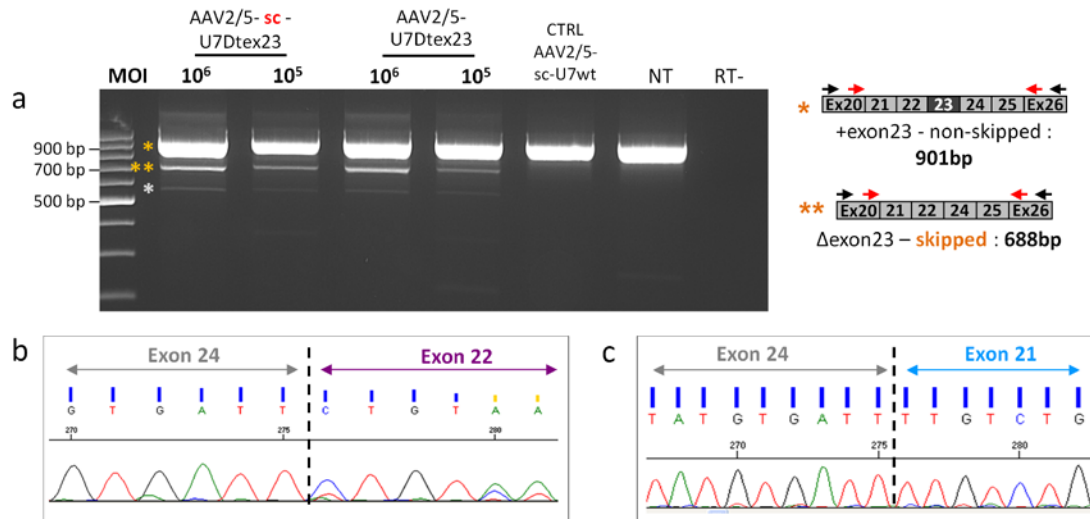 AAV2/5- sc -
U7Dtex23
AAV2/5-
U7Dtex23
CTRL
AAV2/5-
sc-U7wt
MOI 10⁶ 10⁵ 10⁶ 10⁵ NT RT-
a
900 bp *
700 bp **
*
500 bp
* Ex20 21 22 23 24 25 Ex26
+exon23 - non-skipped :
901bp
** Ex20 21 22 24 25 Ex26
Δexon23 – skipped : 688bp
b
Exon 24 Exon 22
G T G A T T C T G T A A
270 275 280
c
Exon 24 Exon 21
T A T G T G A T T T T G T C T G
270 275 280